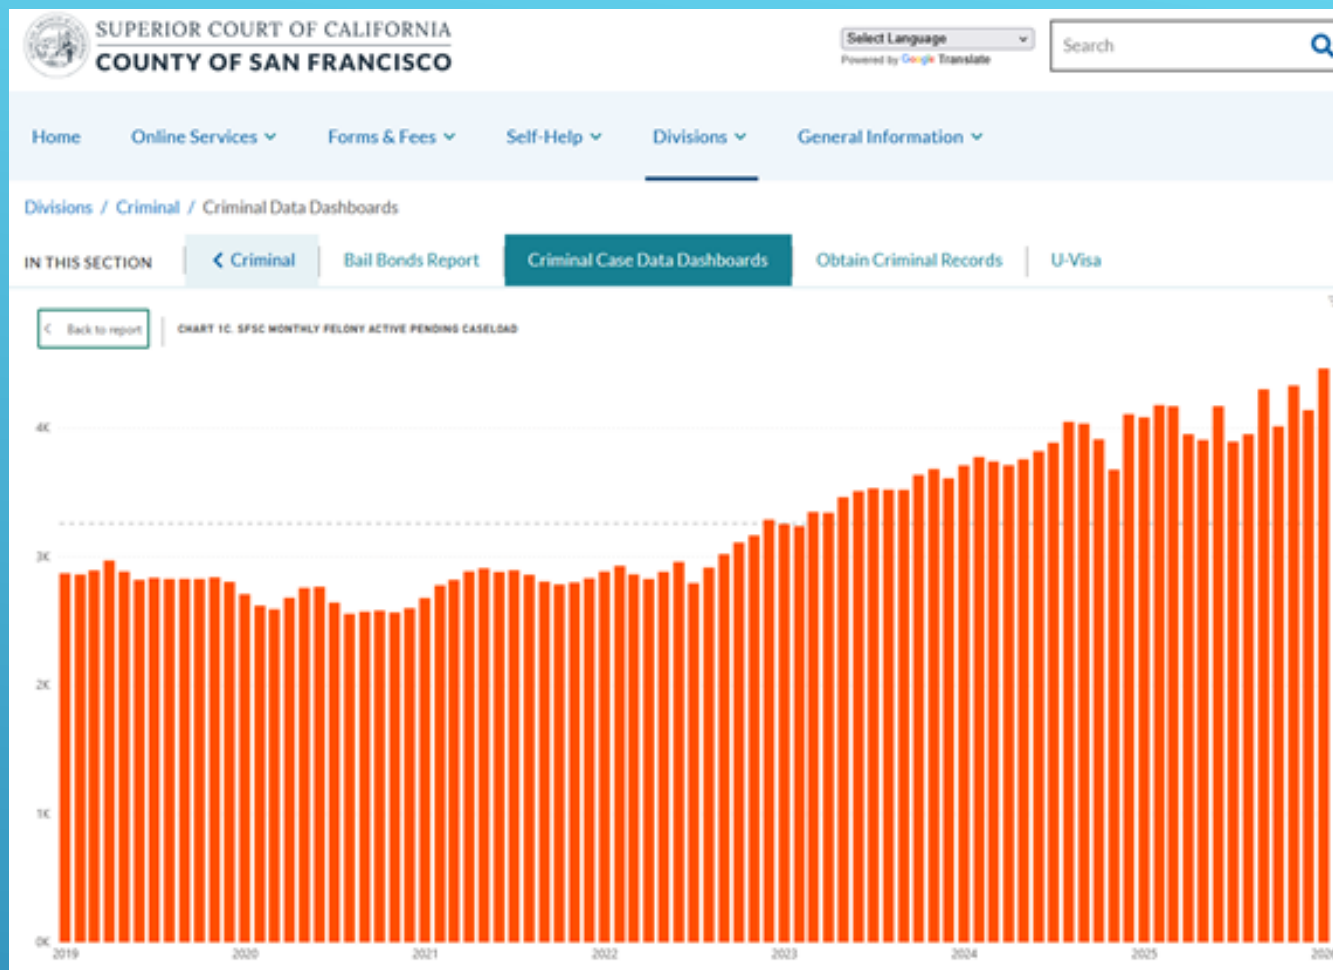 SUPERIOR COURT OF CALIFORNIA
COUNTY OF SAN FRANCISCO
Select Language
Powered by Google Translate
Search
Home Online Services Forms & Fees Self-Help Divisions General Information
Divisions / Criminal / Criminal Data Dashboards
IN THIS SECTION Criminal Bail Bonds Report Criminal Case Data Dashboards Obtain Criminal Records U-Visa
Back to report CHART 1C. SFSC MONTHLY FELONY ACTIVE PENDING CASELOAD
4K
3K
2K
1K
0K
2019 2020 2021 2022 2023 2024 2025